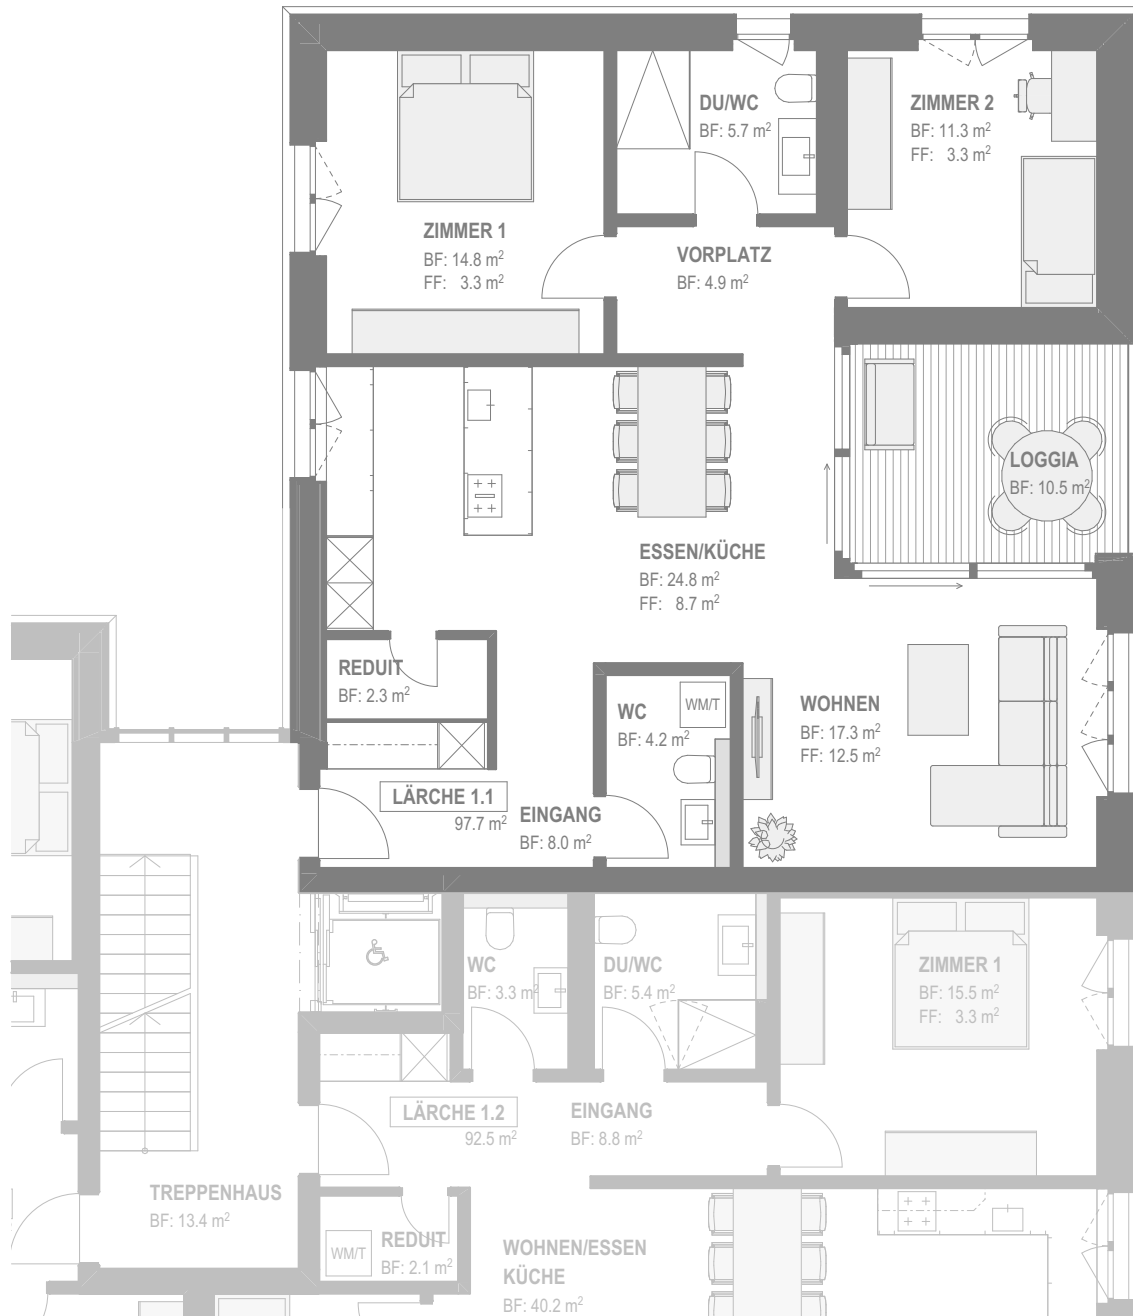 DU/WC
BF: 5.7 m²
ZIMMER 2
BF: 11.3 m²
FF: 3.3 m²
ZIMMER 1
BF: 14.8 m²
FF: 3.3 m²
VORPLATZ
BF: 4.9 m²
LOGGIA
BF: 10.5 m²
ESSEN/KÜCHE
BF: 24.8 m²
FF: 8.7 m²
REDUIT
BF: 2.3 m²
WC
BF: 4.2 m²
WM/T
WOHNEN
BF: 17.3 m²
FF: 12.5 m²
LÄRCHE 1.1
97.7 m²
EINGANG
BF: 8.0 m²
WC
BF: 3.3 m²
DU/WC
BF: 5.4 m²
ZIMMER 1
BF: 15.5 m²
FF: 3.3 m²
LÄRCHE 1.2
92.5 m²
EINGANG
BF: 8.8 m²
TREPPENHAUS
BF: 13.4 m²
WM/T
REDUIT
BF: 2.1 m²
WOHNEN/ESSEN
KÜCHE
BF: 40.2 m²